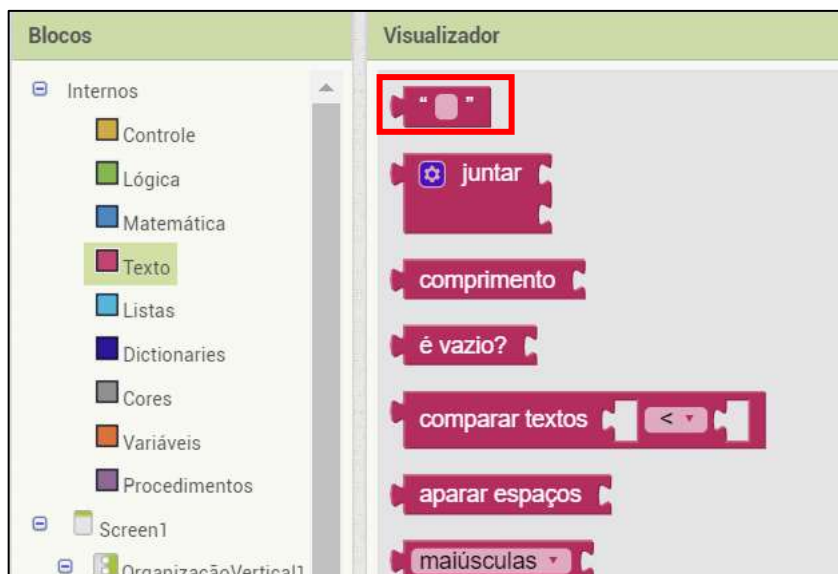 Blocos
Internos
Controle
Lógica
Matemática
Texto
Listas
Dictionaries
Cores
Variáveis
Procedimentos
Screen1
OrganizaçãoVertical1
Visualizador
“ ”
juntar
comprimento
é vazio?
comparar textos <
aparar espaços
maiúsculas